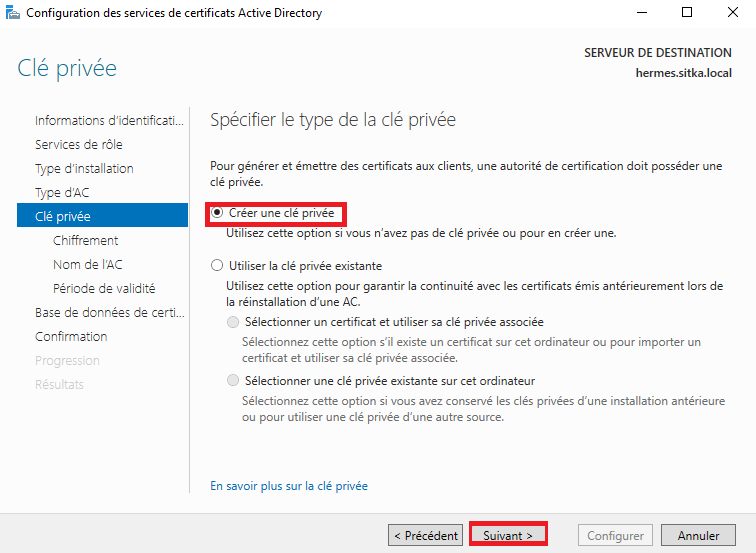 Configuration des services de certificats Active Directory
SERVEUR DE DESTINATION
hermes.sitka.local
Clé privée
Informations d'identificati...
Services de rôle
Type d'installation
Type d'AC
Clé privée
Chiffrement
Nom de l'AC
Période de validité
Base de données de certi...
Confirmation
Progression
Résultats
Spécifier le type de la clé privée
Pour générer et émettre des certificats aux clients, une autorité de certification doit posséder une
clé privée.
Créer une clé privée
Utilisez cette option si vous n'avez pas de clé privée ou pour en créer une.
Utiliser la clé privée existante
Utilisez cette option pour garantir la continuité avec les certificats émis antérieurement lors de
la réinstallation d'une AC.
Sélectionner un certificat et utiliser sa clé privée associée
Sélectionnez cette option s'il existe un certificat sur cet ordinateur ou pour importer un
certificat et utiliser sa clé privée associée.
Sélectionner une clé privée existante sur cet ordinateur
Sélectionnez cette option si vous avez conservé les clés privées d'une installation antérieure
ou pour utiliser une clé privée d'une autre source.
En savoir plus sur la clé privée
< Précédent
Suivant >
Configurer
Annuler